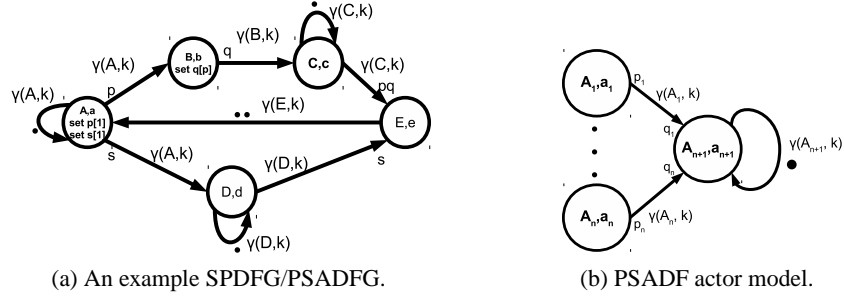 γ(C,k)
γ(B,k)
B,b
set q[p]
q
C,c
γ(C,k)
γ(A,k)
γ(A,k)
p
pq
γ(E,k)
A,a
set p[1]
set s[1]
E,e
s
s
γ(A,k)
γ(D,k)
D,d
γ(D,k)
(a) An example SPDFG/PSADFG.
A₁,a₁
p₁
γ(A₁, k)
q₁
Aₙ₊₁,aₙ₊₁
γ(Aₙ₊₁, k)
qₙ
Aₙ,aₙ
pₙ
γ(Aₙ, k)
(b) PSADF actor model.